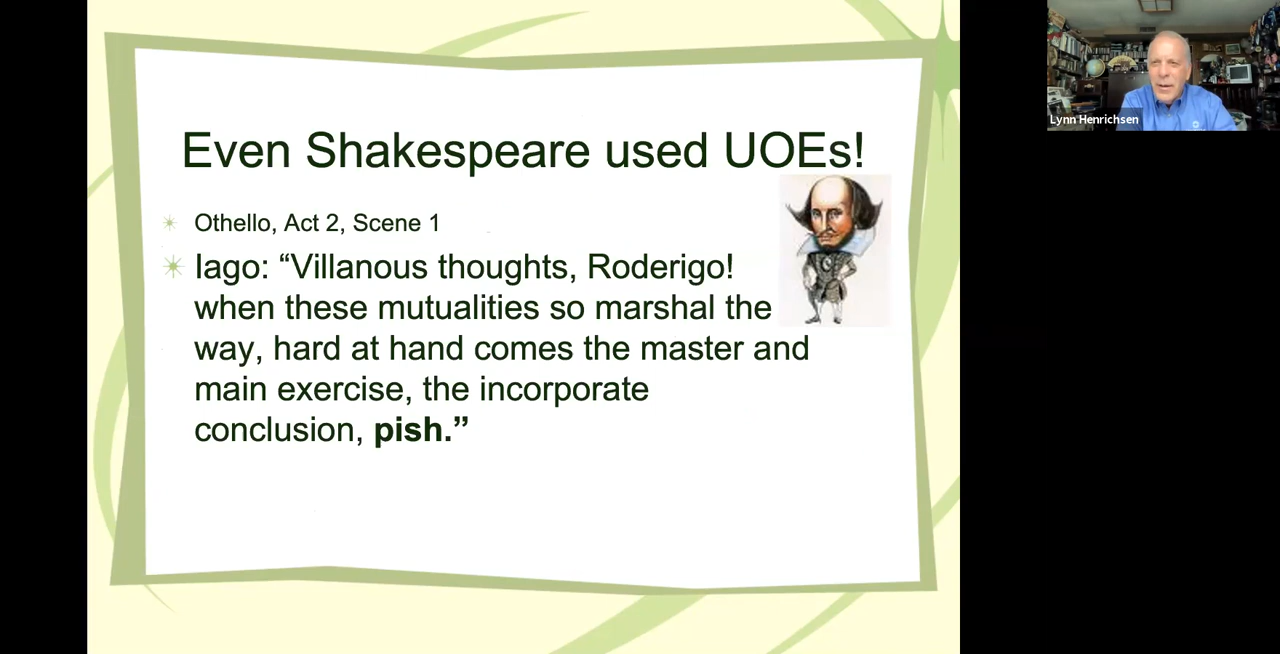 Even Shakespeare used UOEs!
Othello, Act 2, Scene 1
Iago: “Villanous thoughts, Roderigo!
when these mutualities so marshal the
way, hard at hand comes the master and
main exercise, the incorporate
conclusion, pish.”
Lynn Henrichsen